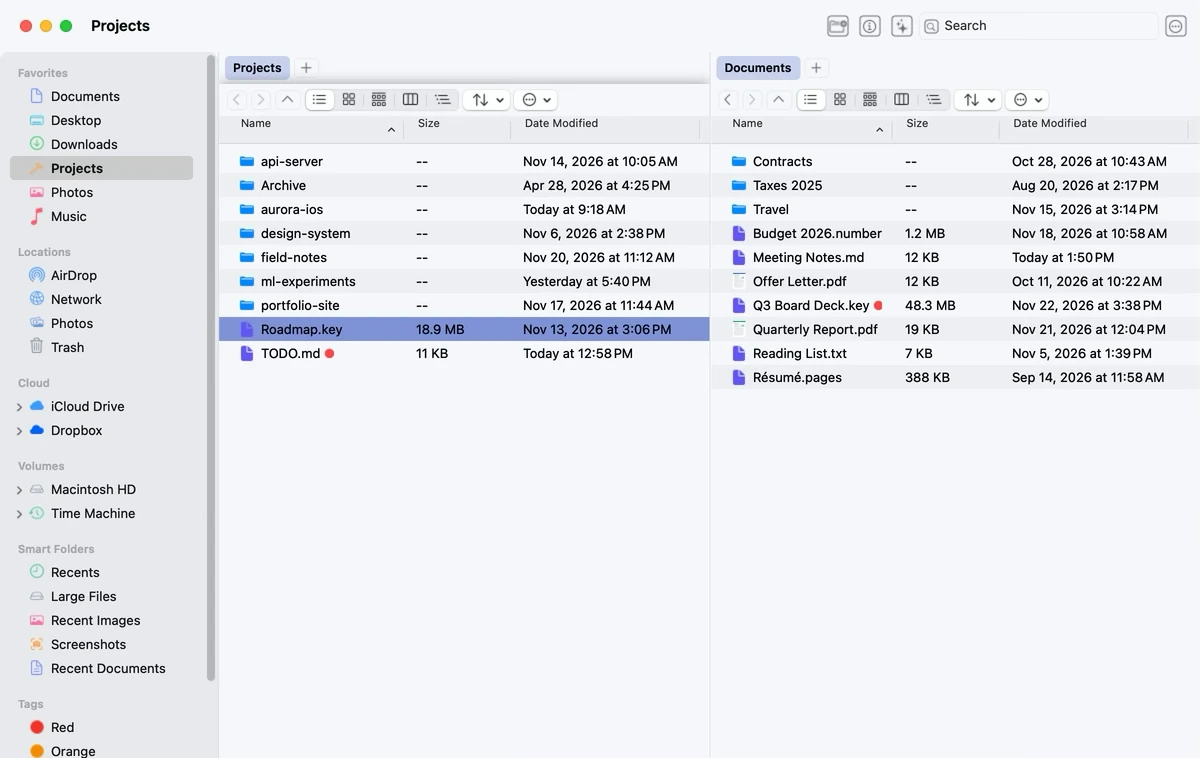 Projects
Search
Favorites
Documents
Desktop
Downloads
Projects
Photos
Music
Locations
AirDrop
Network
Photos
Trash
Cloud
iCloud Drive
Dropbox
Volumes
Macintosh HD
Time Machine
Smart Folders
Recents
Large Files
Recent Images
Screenshots
Recent Documents
Tags
Red
Orange
Projects
Name Size Date Modified
api-server -- Nov 14, 2026 at 10:05 AM
Archive -- Apr 28, 2026 at 4:25 PM
aurora-ios -- Today at 9:18 AM
design-system -- Nov 6, 2026 at 2:38 PM
field-notes -- Nov 20, 2026 at 11:12 AM
ml-experiments -- Yesterday at 5:40 PM
portfolio-site -- Nov 17, 2026 at 11:44 AM
Roadmap.key 18.9 MB Nov 13, 2026 at 3:06 PM
TODO.md 11 KB Today at 12:58 PM
Documents
Name Size Date Modified
Contracts -- Oct 28, 2026 at 10:43 AM
Taxes 2025 -- Aug 20, 2026 at 2:17 PM
Travel -- Nov 15, 2026 at 3:14 PM
Budget 2026.number 1.2 MB Nov 18, 2026 at 10:58 AM
Meeting Notes.md 12 KB Today at 1:50 PM
Offer Letter.pdf 12 KB Oct 11, 2026 at 10:22 AM
Q3 Board Deck.key 48.3 MB Nov 22, 2026 at 3:38 PM
Quarterly Report.pdf 19 KB Nov 21, 2026 at 12:04 PM
Reading List.txt 7 KB Nov 5, 2026 at 1:39 PM
Résumé.pages 388 KB Sep 14, 2026 at 11:58 AM